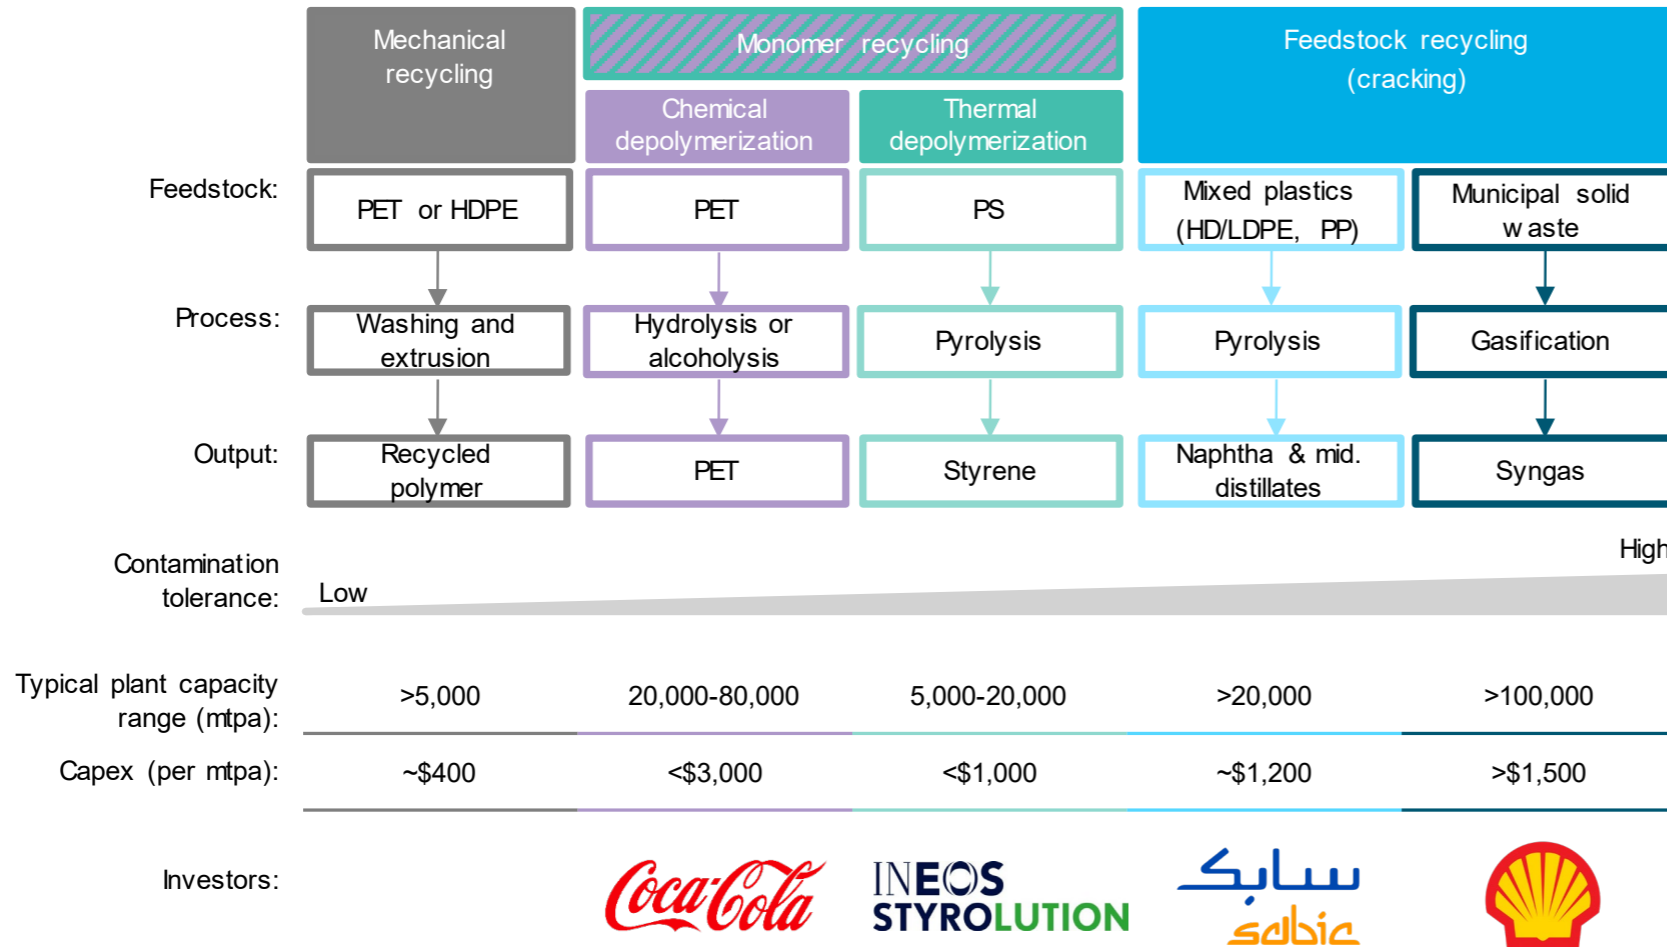 Mechanical
recycling
Monomer recycling
Feedstock recycling
(cracking)
Chemical
depolymerization
Thermal
depolymerization
Feedstock:
PET or HDPE
PET
PS
Mixed plastics
(HD/LDPE, PP)
Municipal solid
waste
Process:
Washing and
extrusion
Hydrolysis or
alcoholysis
Pyrolysis
Pyrolysis
Gasification
Output:
Recycled
polymer
PET
Styrene
Naphtha & mid.
distillates
Syngas
Contamination
tolerance:
Low
High
Typical plant capacity
range (mtpa):
>5,000
20,000-80,000
5,000-20,000
>20,000
>100,000
Capex (per mtpa):
~$400
<$3,000
<$1,000
~$1,200
>$1,500
Investors:
Coca-Cola
INEOS
STYROLUTION
سابك
sabic